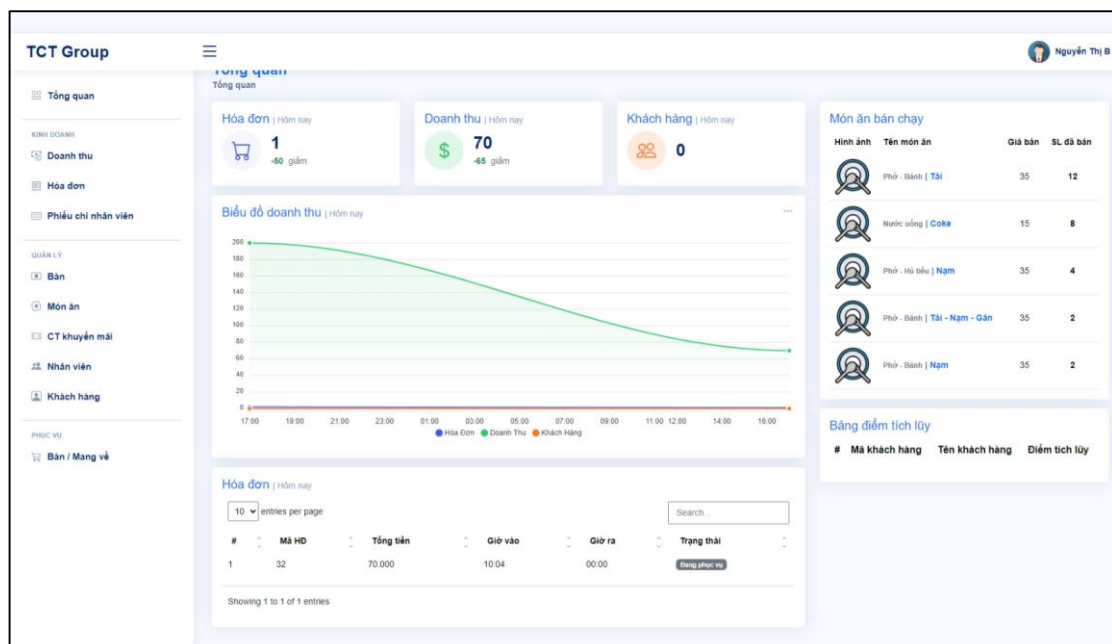 TCT Group
Nguyễn Thị B
Tổng quan
Tổng quan
Tổng quan
KINH DOANH
Doanh thu
Hóa đơn
Phiếu chi nhân viên
QUẢN LÝ
Bàn
Món ăn
CT khuyến mãi
Nhân viên
Khách hàng
PHỤC VỤ
Bàn / Mang về
Hóa đơn | Hôm nay
1
-50 giảm
Doanh thu | Hôm nay
$
70
-65 giảm
Khách hàng | Hôm nay
0
Biểu đồ doanh thu | Hôm nay
200
180
160
140
120
100
80
60
40
20
0
17:00 19:00 21:00 23:00 01:00 03:00 05:00 07:00 09:00 11:00 12:00 14:00 16:00
Hóa Đơn Doanh Thu Khách Hàng
Hóa đơn | Hôm nay
10 entries per page
Search...
# Mã HD Tổng tiền Giờ vào Giờ ra Trạng thái
1 32 70.000 10:04 00:00 Đang phục vụ
Showing 1 to 1 of 1 entries
Món ăn bán chạy
Hình ảnh Tên món ăn Giá bán SL đã bán
Phở - Bánh | Tái 35 12
Nước uống | Coke 15 8
Phở - Hủ tiếu | Nạm 35 4
Phở - Bánh | Tái - Nạm - Gân 35 2
Phở - Bánh | Nạm 35 2
Bảng điểm tích lũy
# Mã khách hàng Tên khách hàng Điểm tích lũy